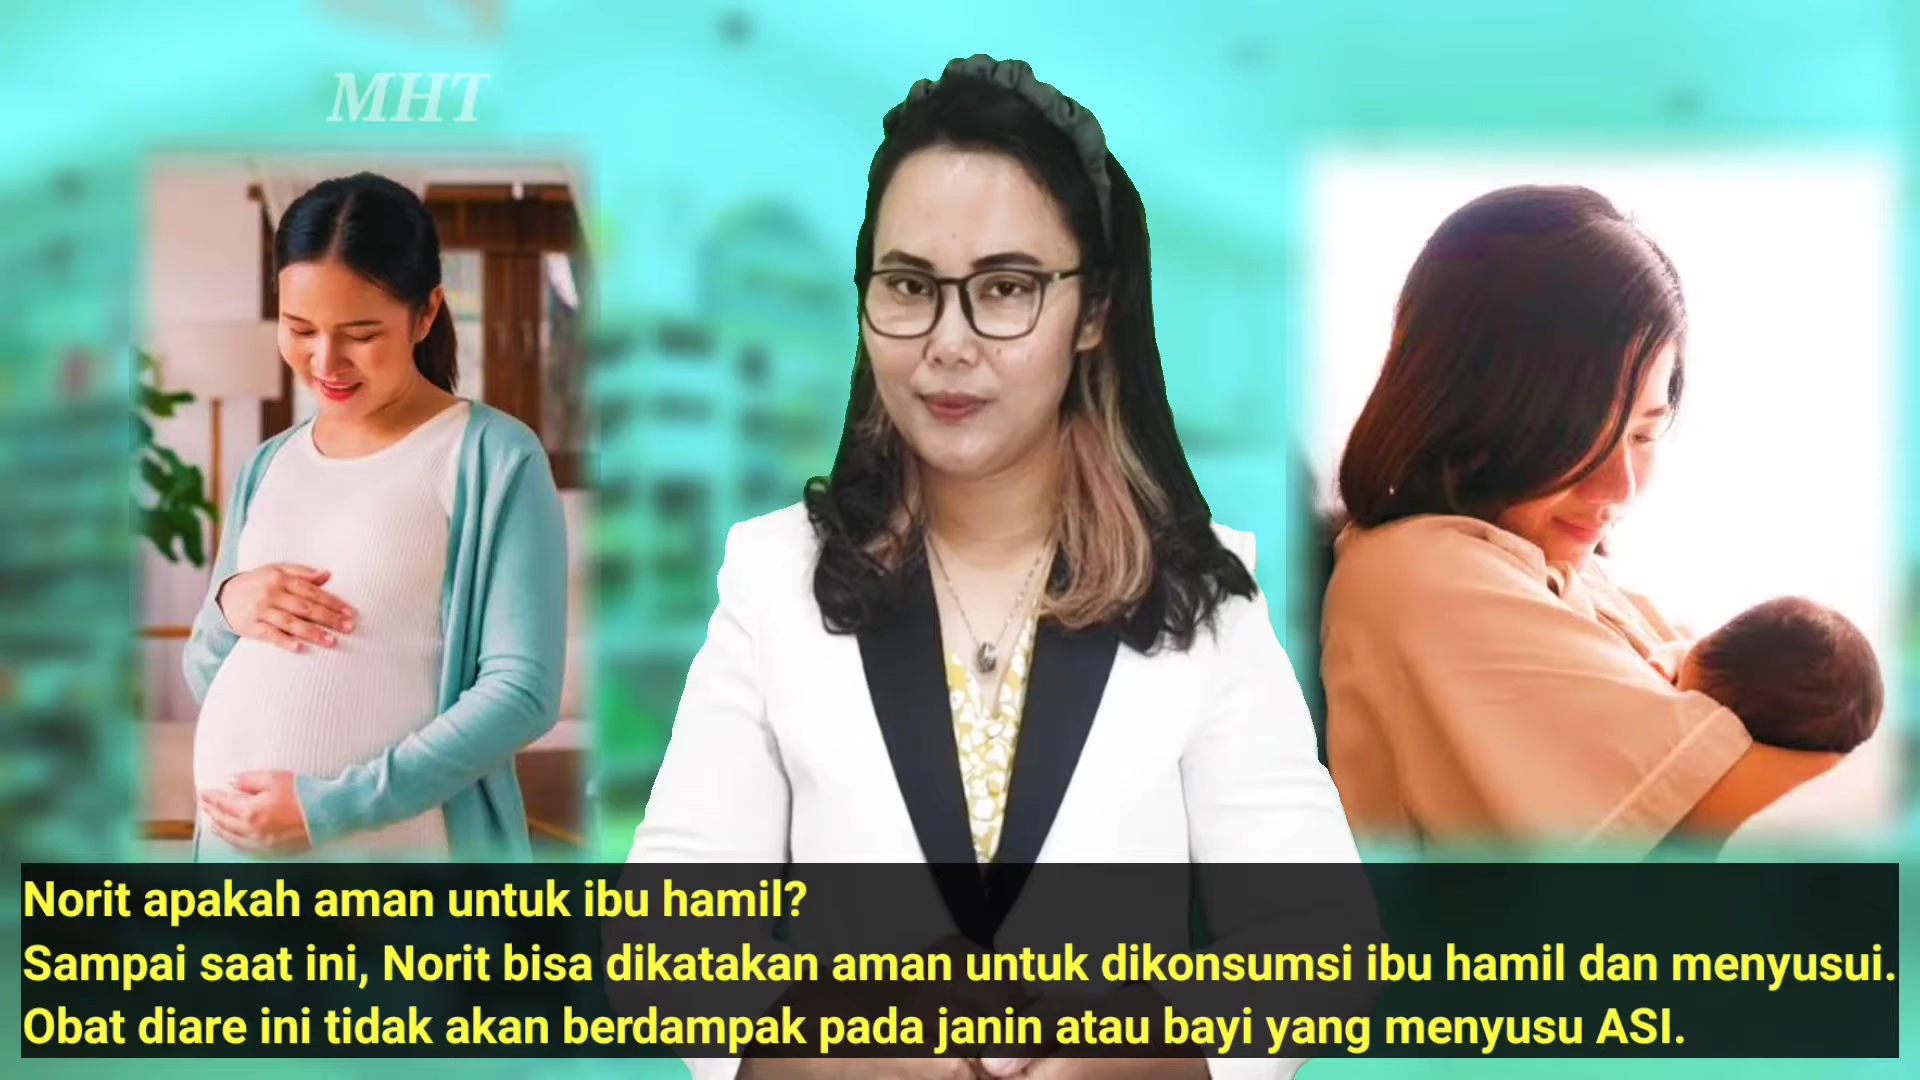 MHT
Norit apakah aman untuk ibu hamil?
Sampai saat ini, Norit bisa dikatakan aman untuk dikonsumsi ibu hamil dan menyusui.
Obat diare ini tidak akan berdampak pada janin atau bayi yang menyusu ASI.